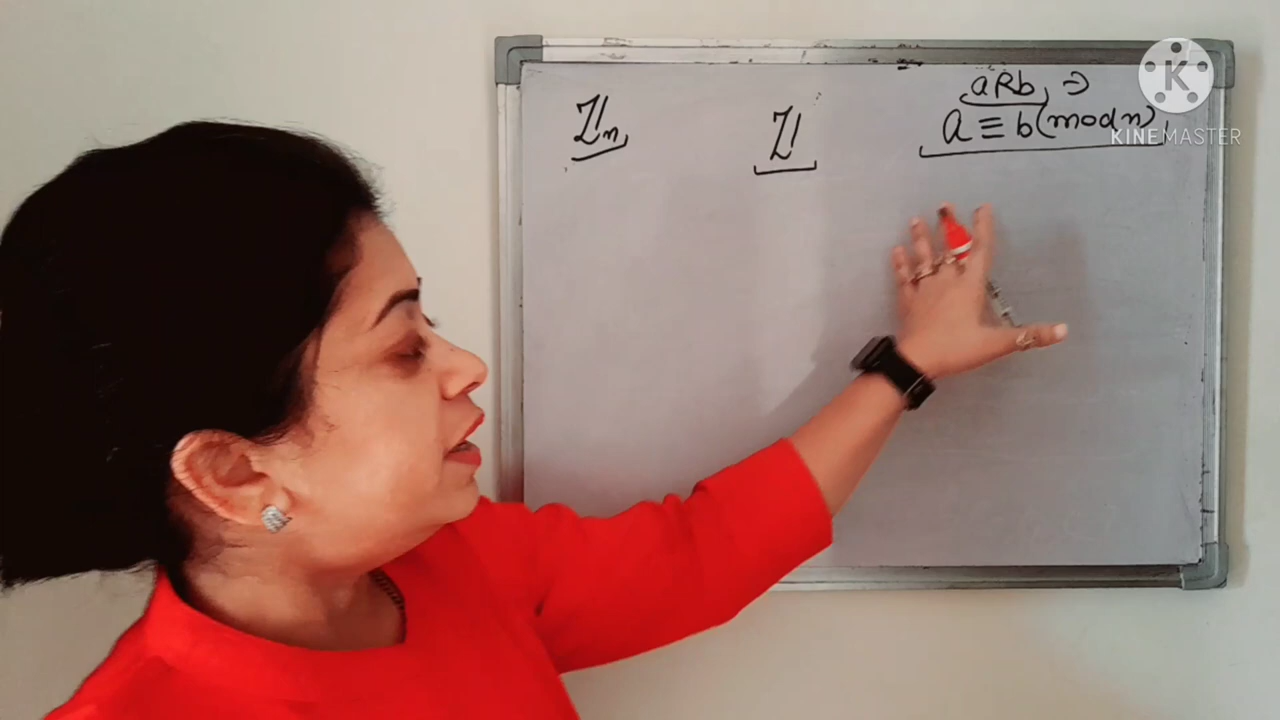 ℤₙ
ℤ
aRb ⇒
a ≡ b (mod n)
K
KINEMASTER